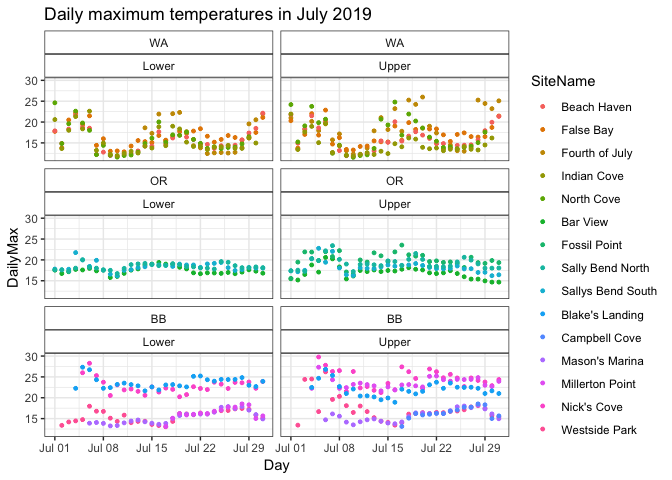 Daily maximum temperatures in July 2019
WA
WA
Lower
Upper
30
25
20
15
OR
OR
Lower
Upper
30
25
20
15
BB
BB
Lower
Upper
30
25
20
15
Jul 01
Jul 08
Jul 15
Jul 22
Jul 29
Jul 01
Jul 08
Jul 15
Jul 22
Jul 29
Day
DailyMax
SiteName
Beach Haven
False Bay
Fourth of July
Indian Cove
North Cove
Bar View
Fossil Point
Sally Bend North
Sallys Bend South
Blake's Landing
Campbell Cove
Mason's Marina
Millerton Point
Nick's Cove
Westside Park